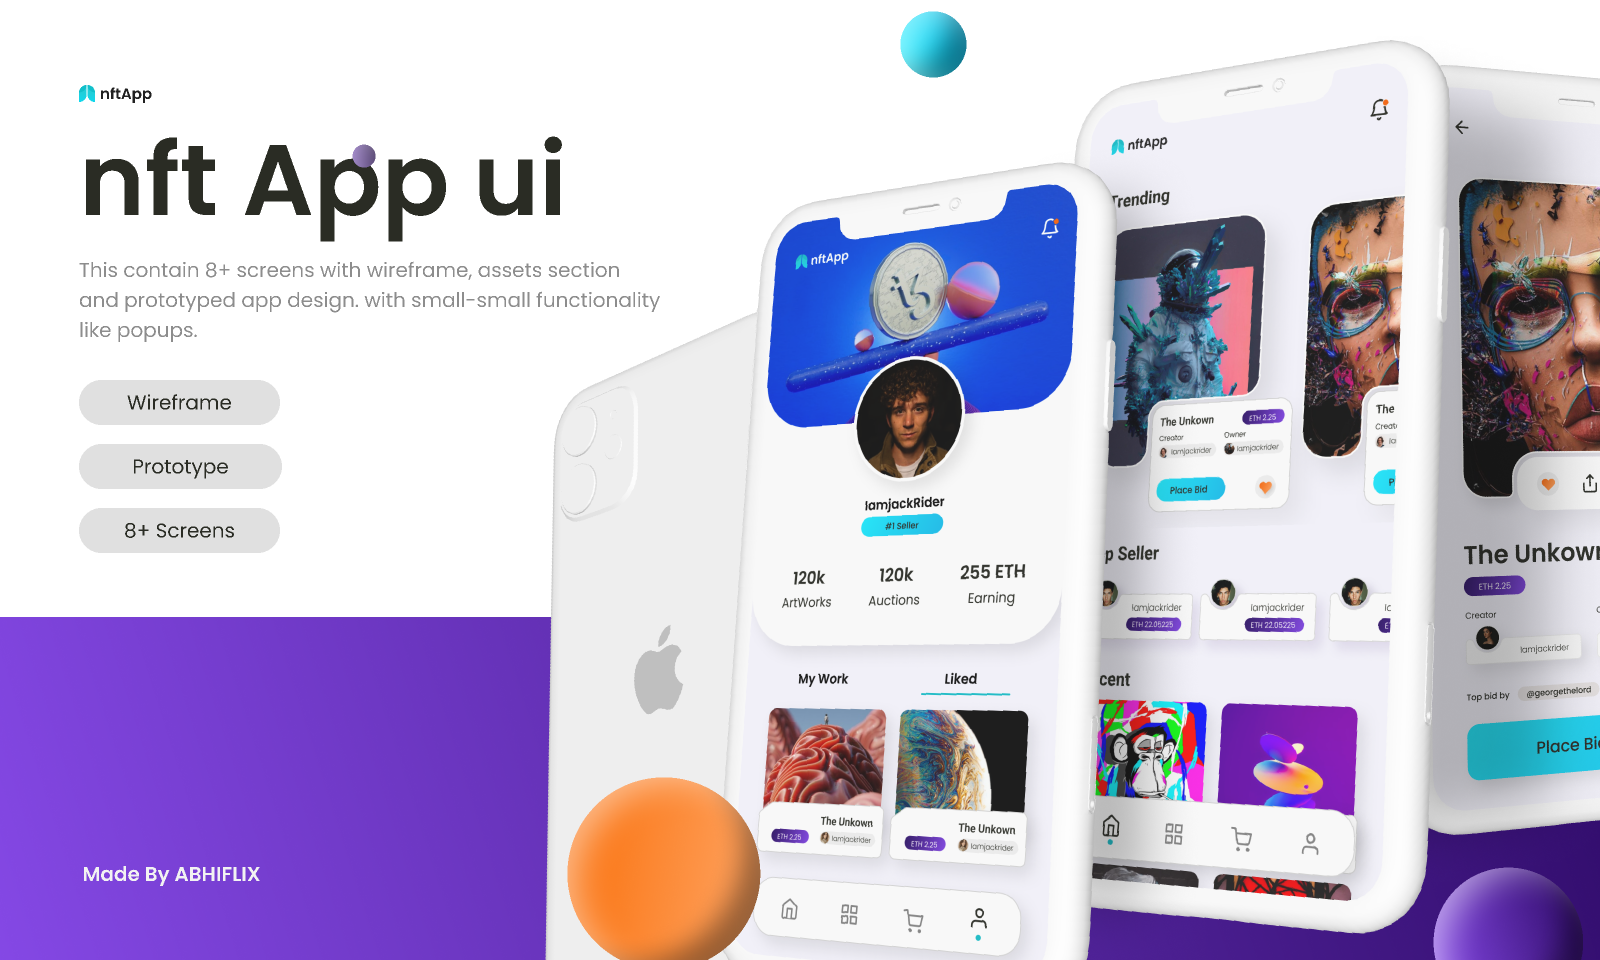 nftApp
nft App ui
This contain 8+ screens with wireframe, assets section
and prototyped app design. with small-small functionality
like popups.
Wireframe
Prototype
8+ Screens
Made By ABHIFLIX
nftApp
IamjackRider
#1 Seller
120k
ArtWorks
120k
Auctions
255 ETH
Earning
My Work
Liked
The Unkown
ETH 2.25
Iamjackrider
The Unkown
ETH 2.25
Iamjackrider
nftApp
Trending
The Unkown
ETH 2.25
Creator
Owner
Iamjackrider
Iamjackrider
Place Bid
The
Creato
Ia
P
p Seller
Iamjackrider
ETH 22.05225
Iamjackrider
ETH 22.05225
Ic
E
cent
The Unkown
ETH 2.25
Creator
Iamjackrider
Top bid by
@georgethelord
Place Bi